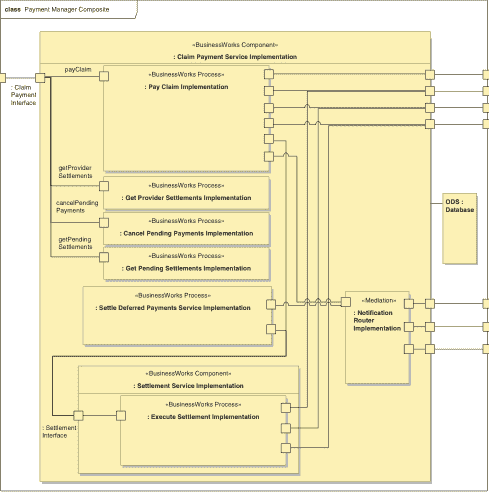 class Payment Manager Composite
«BusinessWorks Component»
: Claim Payment Service Implementation
payClaim
: Claim
Payment
Interface
«BusinessWorks Process»
: Pay Claim Implementation
getProvider
Settlements
«BusinessWorks Process»
: Get Provider Settlements Implementation
cancelPending
Payments
«BusinessWorks Process»
: Cancel Pending Payments Implementation
getPending
Settlements
«BusinessWorks Process»
: Get Pending Settlements Implementation
ODS :
Database
«BusinessWorks Process»
: Settle Deferred Payments Service Implementation
«Mediation»
: Notification
Router
Implementation
«BusinessWorks Component»
: Settlement Service Implementation
«BusinessWorks Process»
: Execute Settlement Implementation
: Settlement
Interface